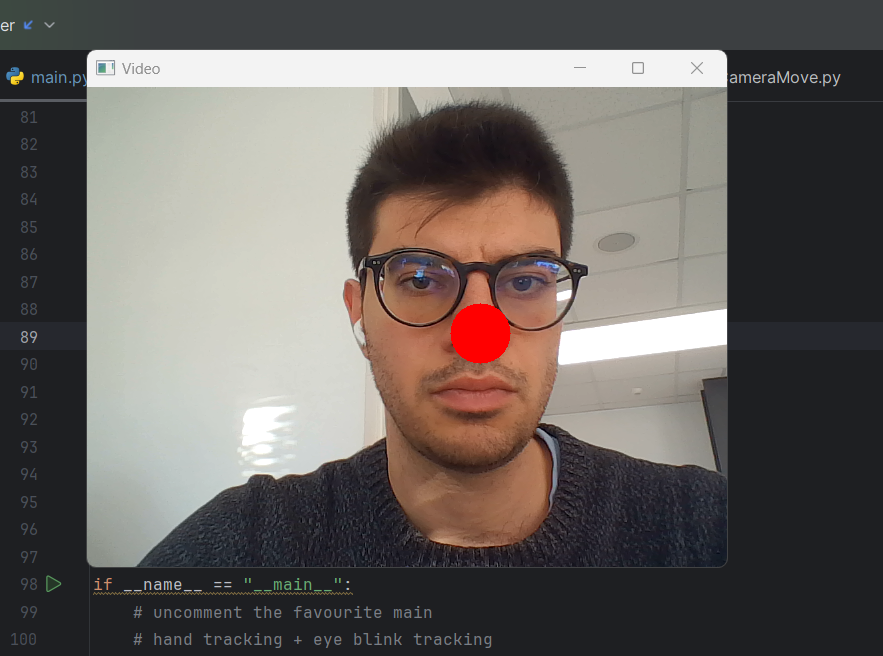 er
main.py
Video
ameraMove.py
81
82
83
84
85
86
87
88
89
90
91
92
93
94
95
96
97
98 if __name__ == "__main__":
99 # uncomment the favourite main
100 # hand tracking + eye blink tracking